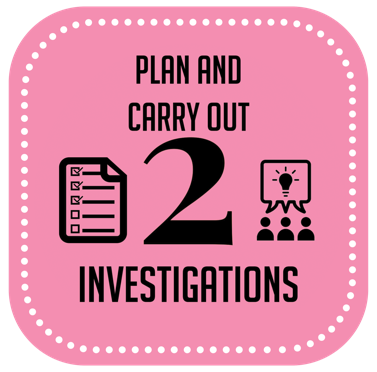 PLAN AND
CARRY OUT
2
INVESTIGATIONS